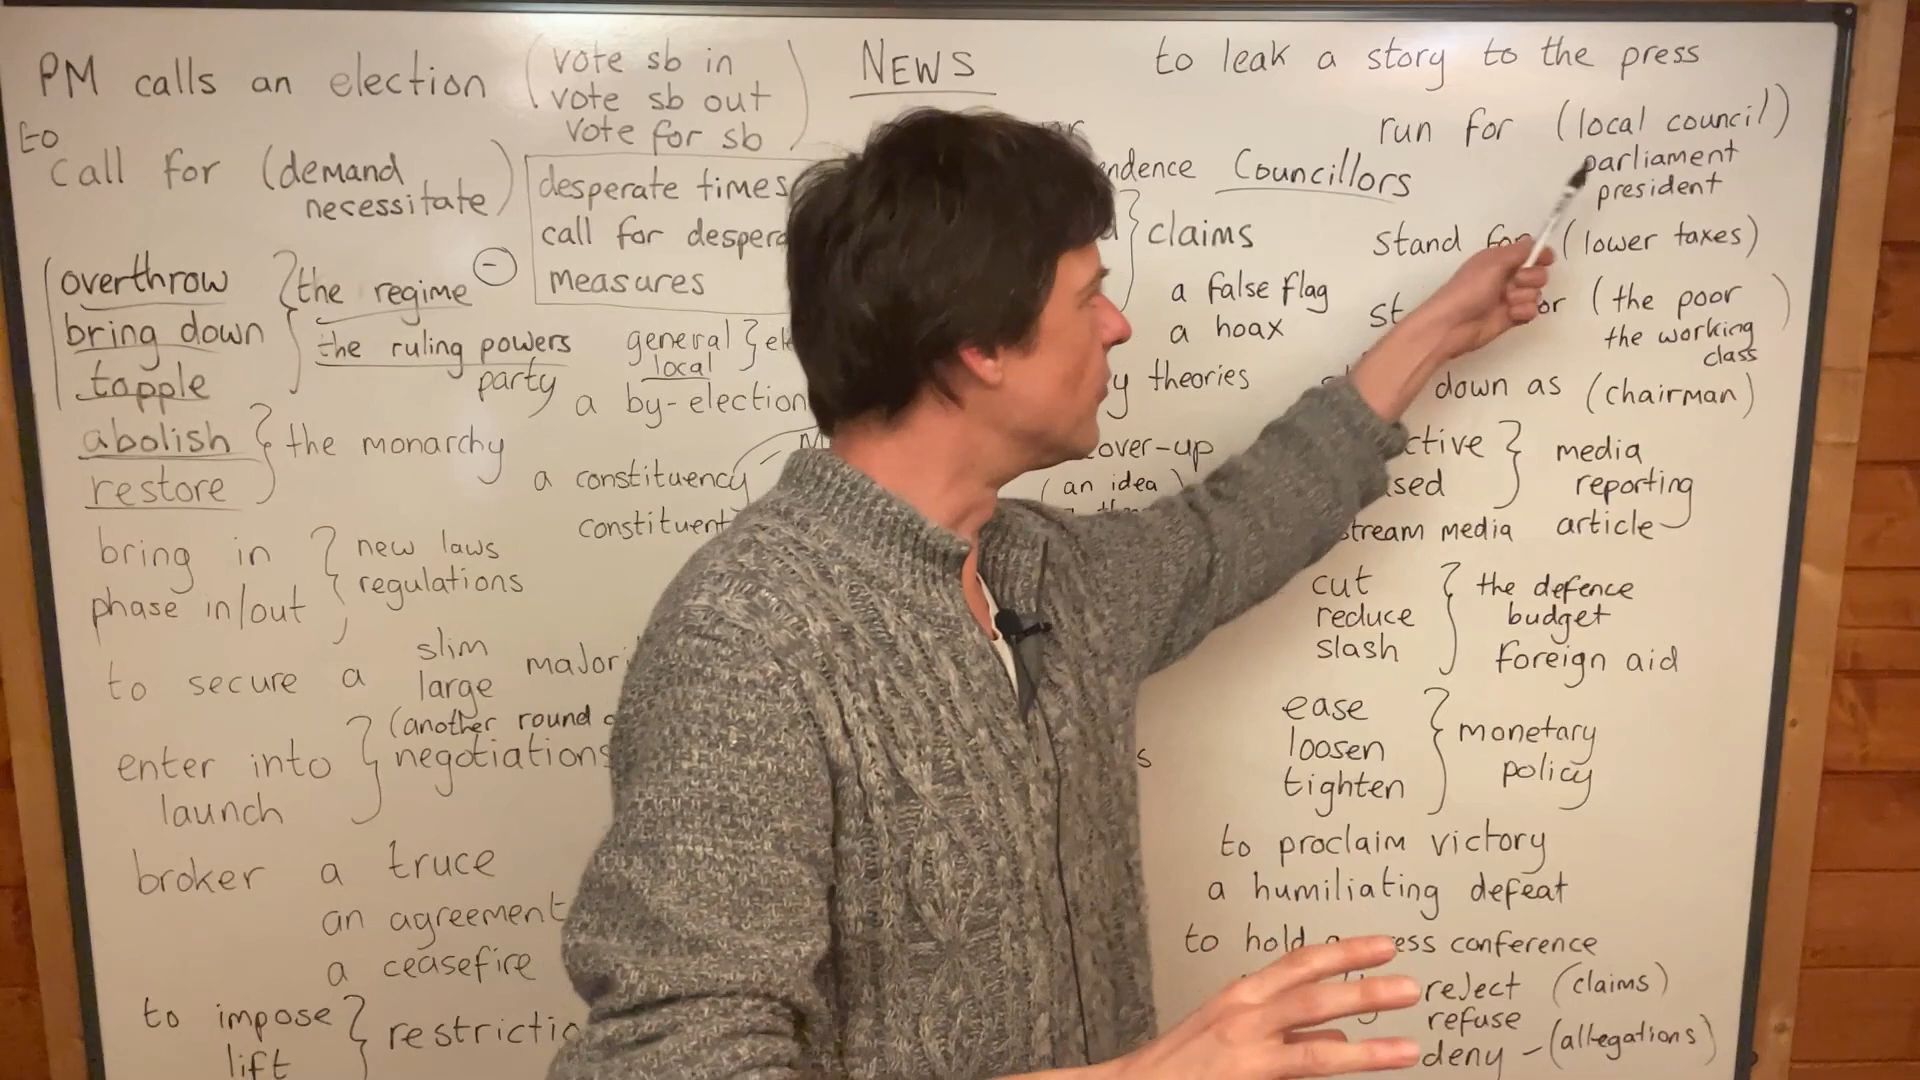 PM calls an election
(vote sb in
vote sb out
vote for sb)
NEWS
to leak a story to the press
to
call for (demand
necessitate)
desperate times
call for
measures
Councillors
run for (local council)
parliament
president
claims
stand for (lower taxes)
overthrow
bring down
topple
the regime
-
the ruling powers
party
general
local
a by-election
a false flag
a hoax
theories
(the poor
the working
class)
down as (chairman)
abolish
restore
the monarchy
a constituency
constituent
cover-up
(an idea)
media
reporting
article
media
bring in
phase in/out
new laws
regulations
cut
reduce
slash
the defence
budget
foreign aid
to secure a
slim
large
ease
loosen
tighten
monetary
policy
enter into
launch
(another round
negotiations
to proclaim victory
a humiliating defeat
broker a truce
an agreement
a ceasefire
to hold
conference
reject (claims)
refuse
deny - (allegations)
to impose
lift